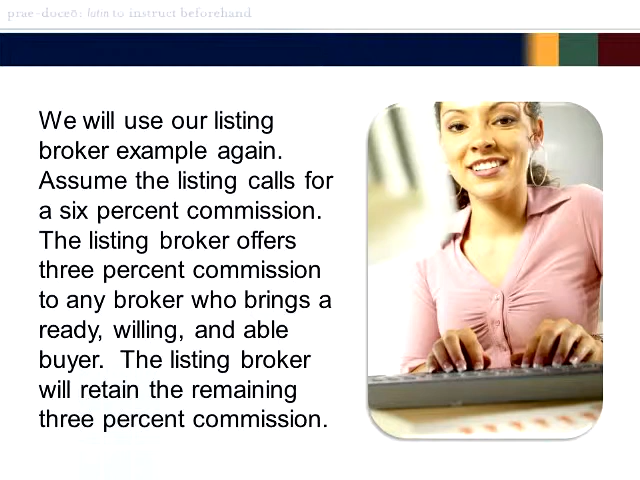 prae-doceō: latin to instruct beforehand
We will use our listing
broker example again.
Assume the listing calls for
a six percent commission.
The listing broker offers
three percent commission
to any broker who brings a
ready, willing, and able
buyer.  The listing broker
will retain the remaining
three percent commission.